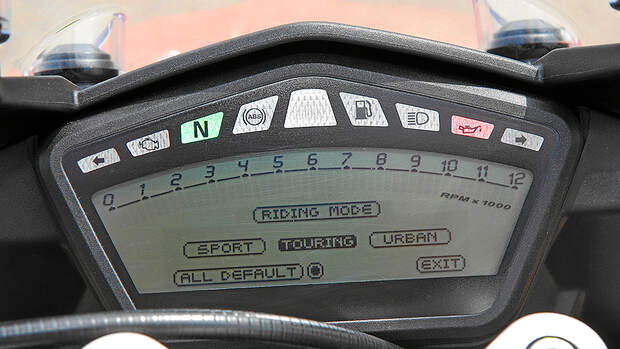 N ABS
0 1 2 3 4 5 6 7 8 9 10 11 12
RPM x 1000
RIDING MODE
SPORT TOURING URBAN
ALL DEFAULT EXIT